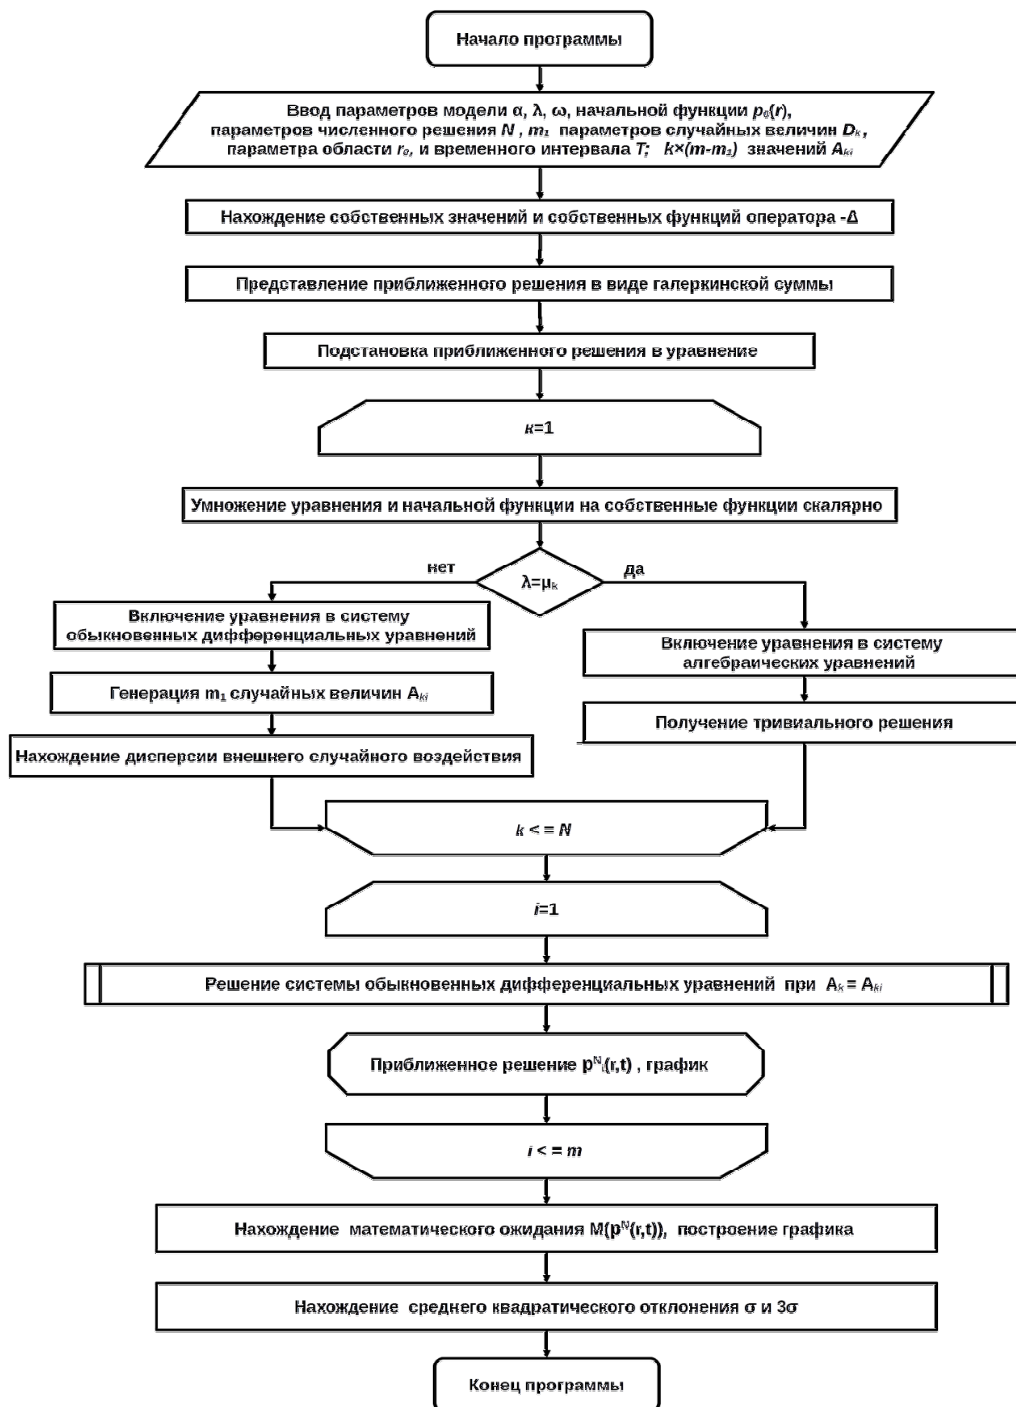 Начало программы
Ввод параметров модели α, λ, ω, начальной функции p₀(r),
параметров численного решения N , m₁ параметров случайных величин Dₖ,
параметра области r₀, и временного интервала T; k×(m-m₁) значений Aₖᵢ
Нахождение собственных значений и собственных функций оператора -Δ
Представление приближенного решения в виде галеркинской суммы
Подстановка приближенного решения в уравнение
к=1
Умножение уравнения и начальной функции на собственные функции скалярно
нет
λ=μₖ
да
Включение уравнения в систему
обыкновенных дифференциальных уравнений
Генерация m₁ случайных величин Aₖᵢ
Нахождение дисперсии внешнего случайного воздействия
Включение уравнения в систему
алгебраических уравнений
Получение тривиального решения
k < = N
i=1
Решение системы обыкновенных дифференциальных уравнений при Aₖ = Aₖᵢ
Приближенное решение pᴺᵢ(r,t) , график
i < = m
Нахождение математического ожидания M(pᴺ(r,t)), построение графика
Нахождение среднего квадратического отклонения σ и 3σ
Конец программы